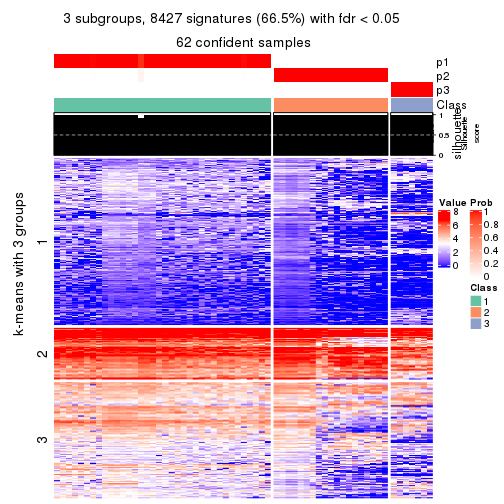 3 subgroups, 8427 signatures (66.5%) with fdr < 0.05
62 confident samples
p1
p2
p3
Class
1
0.5
0
silhouette
Silhouette
score
k-means with 3 groups
1
2
3
Value
8
6
4
2
0
Prob
1
0.8
0.6
0.4
0.2
0
Class
1
2
3